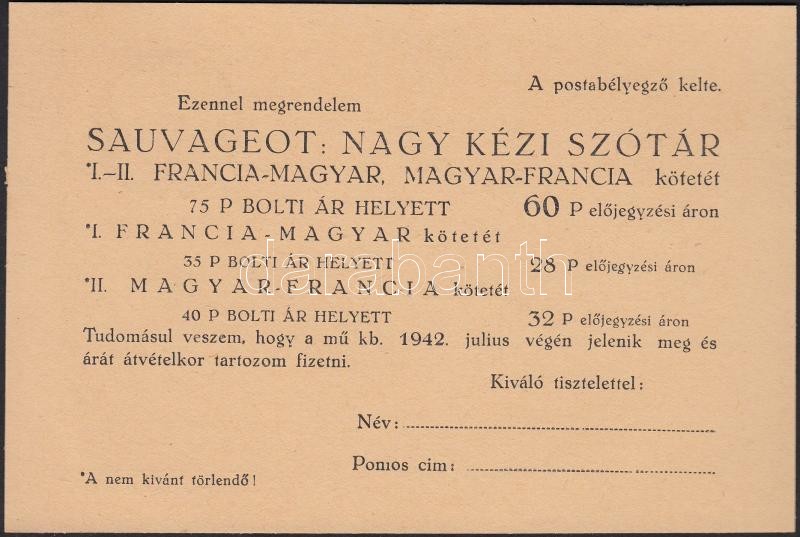 A postabélyegző kelte.
Ezennel megrendelem
SAUVAGEOT: NAGY KÉZI SZÓTÁR
*I.-II. FRANCIA-MAGYAR, MAGYAR-FRANCIA kötetét
75 P BOLTI ÁR HELYETT 60 P előjegyzési áron
*I. FRANCIA-MAGYAR kötetét
35 P BOLTI ÁR HELYETT 28 P előjegyzési áron
*II. MAGYAR-FRANCIA kötetét
40 P BOLTI ÁR HELYETT 32 P előjegyzési áron
Tudomásul veszem, hogy a mű kb. 1942. julius végén jelenik meg és
árát átvételkor tartozom fizetni.
Kiváló tisztelettel:
Név:
Pontos cim:
*A nem kivánt törlendő!
darabanth